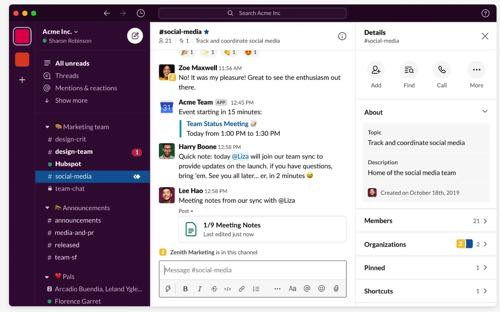 Search Acme Inc.
Acme Inc.
Sharon Robinson
All unreads
Threads
Mentions & reactions
Show more
Marketing team
# design-crit
# design-team 1
Hubspot
# social-media
team-chat
Announcements
# announcements
# media-and-pr
# released
# team-sf
Pals
2 Arcadio Buendía, Leland Ygle...
Florence Garret
#social-media
21 1 Track and coordinate social media
Zoe Maxwell 11:56 AM
No! It was my pleasure! Great to see the enthusiasm out
there.
31
Acme Team APP 12:45 PM
Event starting in 15 minutes:
Team Status Meeting
Today from 1:00 PM to 1:30 PM
Harry Boone 12:58 PM
Quick note: today @Liza will join our team sync to
provide updates on the launch. if you have questions,
bring 'em. See you all later... er, in 2 minutes
Lee Hao 12:58 PM
Meeting notes from our sync with @Liza
Post
1/9 Meeting Notes
Last edited just now
Zenith Marketing is in this channel
Message #social-media
B I Aa
Details
#social-media
Add Find Call More
About
Topic
Track and coordinate social media
Description
Home of the social media team
Created on October 18th, 2019
Members 21
Organizations 2
Pinned 1
Shortcuts 1